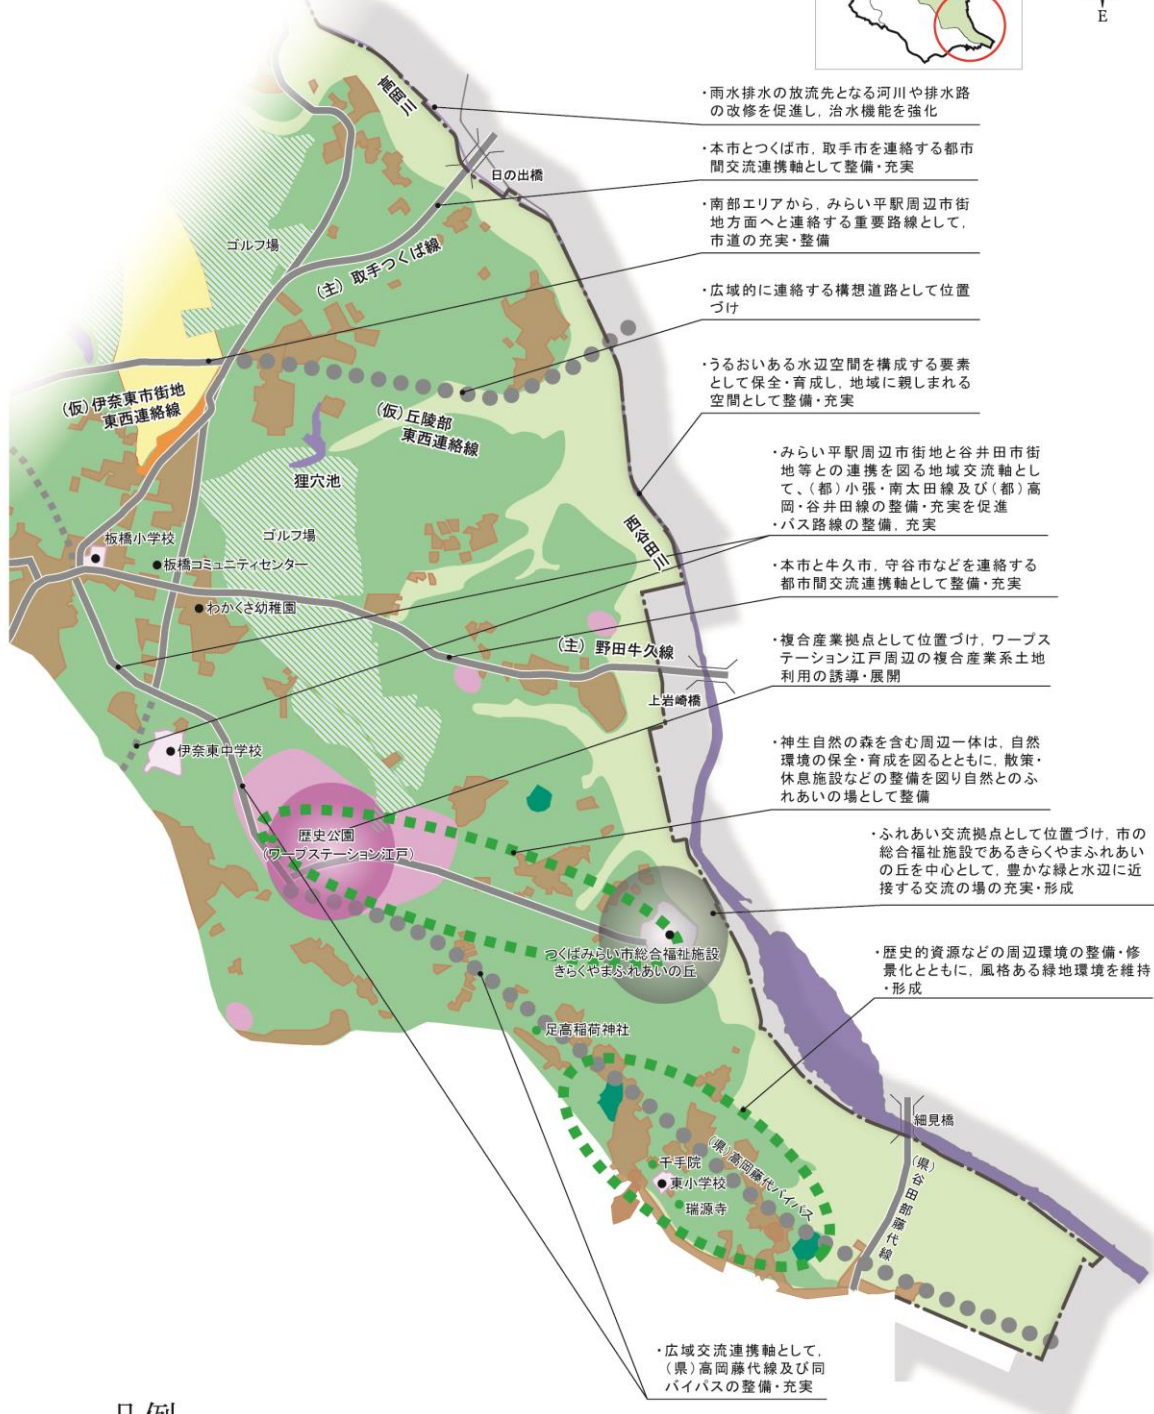 E
・雨水排水の放流先となる河川や排水路
の改修を促進し，治水機能を強化
・本市とつくば市，取手市を連絡する都市
間交流連携軸として整備・充実
・南部エリアから，みらい平駅周辺市街
地方面へと連絡する重要路線として，
市道の充実・整備
・広域的に連絡する構想道路として位置
づけ
・うるおいある水辺空間を構成する要素
として保全・育成し，地域に親しまれる
空間として整備・充実
・みらい平駅周辺市街地と谷井田市街
地等との連携を図る地域交流軸とし
て、（都）小張・南太田線及び（都）高
岡・谷井田線の整備・充実を促進
・バス路線の整備，充実
・本市と牛久市，守谷市などを連絡する
都市間交流連携軸として整備・充実
・複合産業拠点として位置づけ，ワープス
テーション江戸周辺の複合産業系土地
利用の誘導・展開
・神生自然の森を含む周辺一体は，自然
環境の保全・育成を図るとともに，散策・
休息施設などの整備を図り自然とのふ
れあいの場として整備
・ふれあい交流拠点として位置づけ，市の
総合福祉施設であるきらくやまふれあい
の丘を中心として，豊かな緑と水辺に近
接する交流の場の充実・形成
・歴史的資源などの周辺環境の整備・修
景化とともに，風格ある緑地環境を維持
・形成
・広域交流連携軸として，
（県）高岡藤代線及び同
バイパスの整備・充実
高岡川
日の出橋
ゴルフ場
（主）取手つくば線
（仮）伊奈東市街地
東西連絡線
（仮）丘陵部
東西連絡線
狸穴池
ゴルフ場
西谷田川
板橋小学校
板橋コミュニティセンター
わかくさ幼稚園
（主）野田牛久線
上岩崎橋
伊奈東中学校
歴史公園
（ワープステーション江戸）
つくばみらい市総合福祉施設
きらくやまふれあいの丘
足高稲荷神社
細見橋
（県）高岡藤代バイパス
（県）谷田部藤代線
千手院
東小学校
瑞源寺
凡例